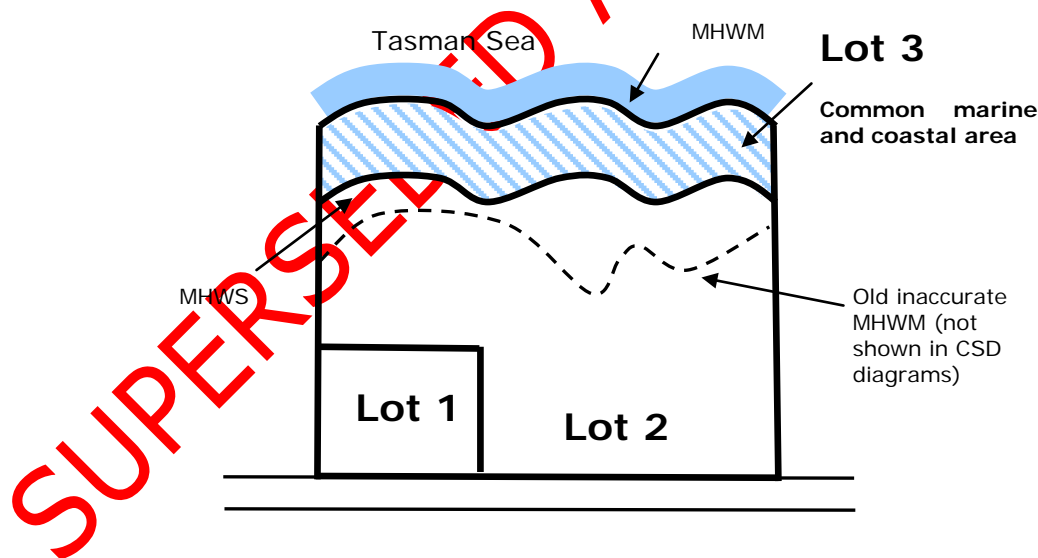 Tasman Sea
MHWM
Lot 3
Common marine
and coastal area
MHWS
Old inaccurate
MHWM (not
shown in CSD
diagrams)
Lot 1
Lot 2
SUPERSEDED